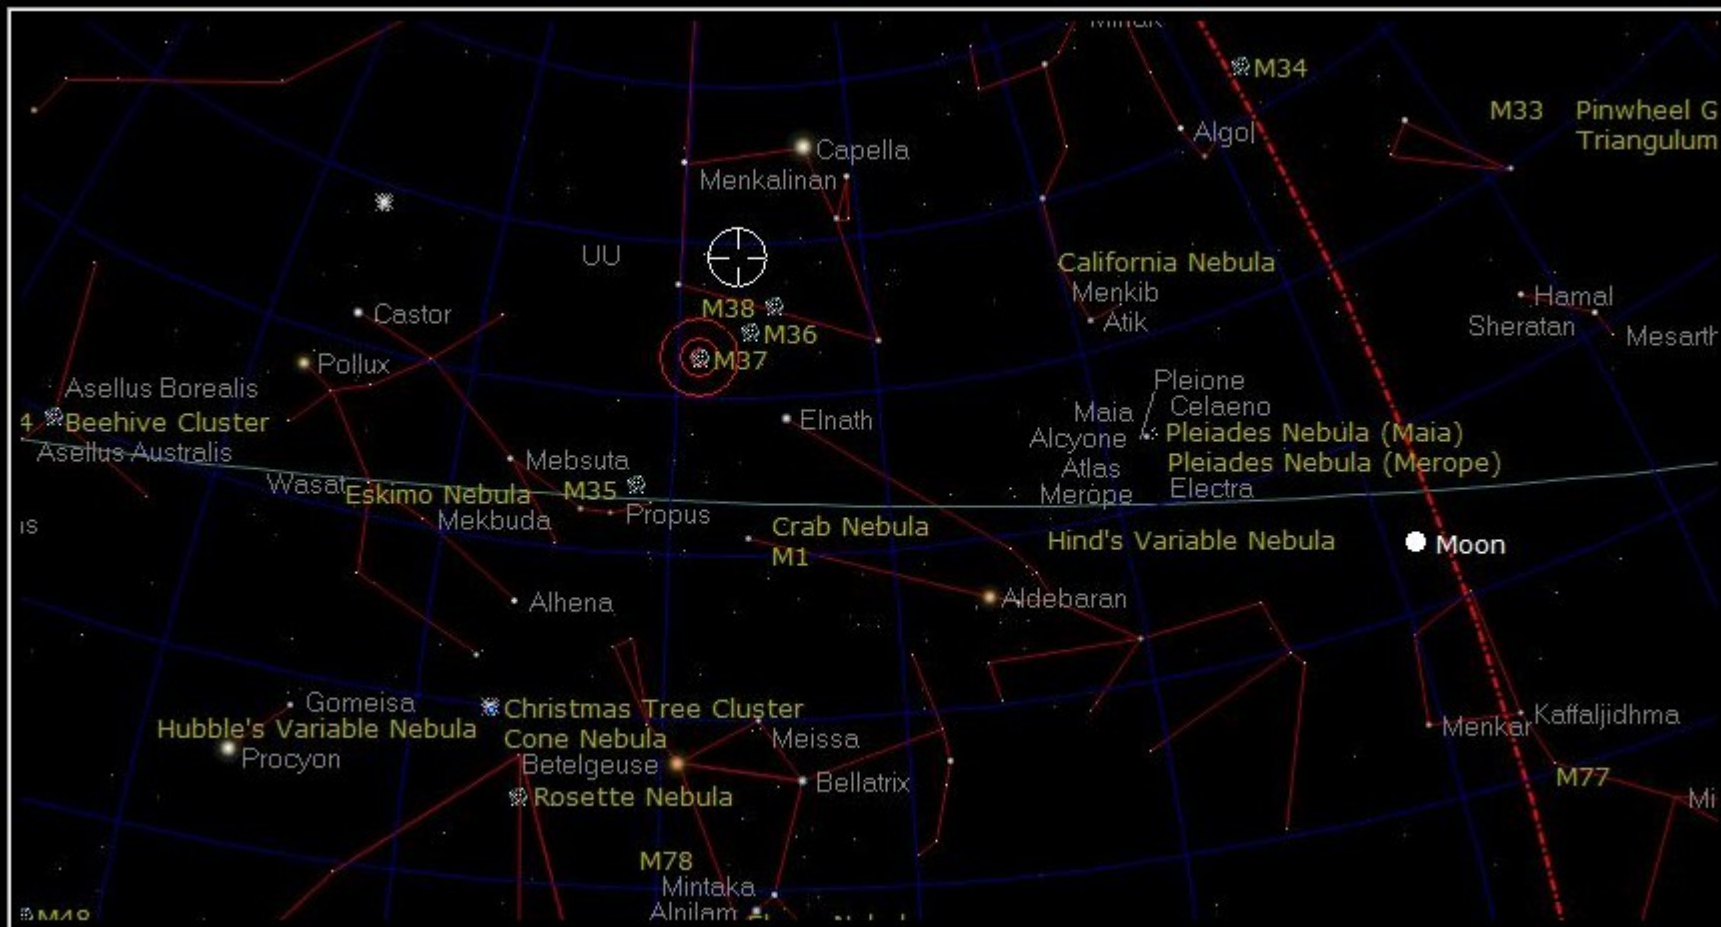 M34
M33 Pinwheel G
Triangulum
Algol
Capella
Menkalinan
UU
California Nebula
Menkib
Atik
Hamal
Sheratan
Mesarth
Castor
M38
M36
M37
Pollux
Asellus Borealis
4 Beehive Cluster
Asellus Australis
Elnath
Pleione
Celaeno
Maia
Alcyone
Pleiades Nebula (Maia)
Atlas
Pleiades Nebula (Merope)
Merope
Electra
Mebsuta
Wasat
Eskimo Nebula
M35
Mekbuda
Propus
is
Crab Nebula
M1
Hind's Variable Nebula
Moon
Aldebaran
Alhena
Gomeisa
Christmas Tree Cluster
Hubble's Variable Nebula
Cone Nebula
Procyon
Betelgeuse
Meissa
Bellatrix
Rosette Nebula
Menkar
Kaffaljidhma
M77
Mi
M78
Mintaka
Alnilam
M48